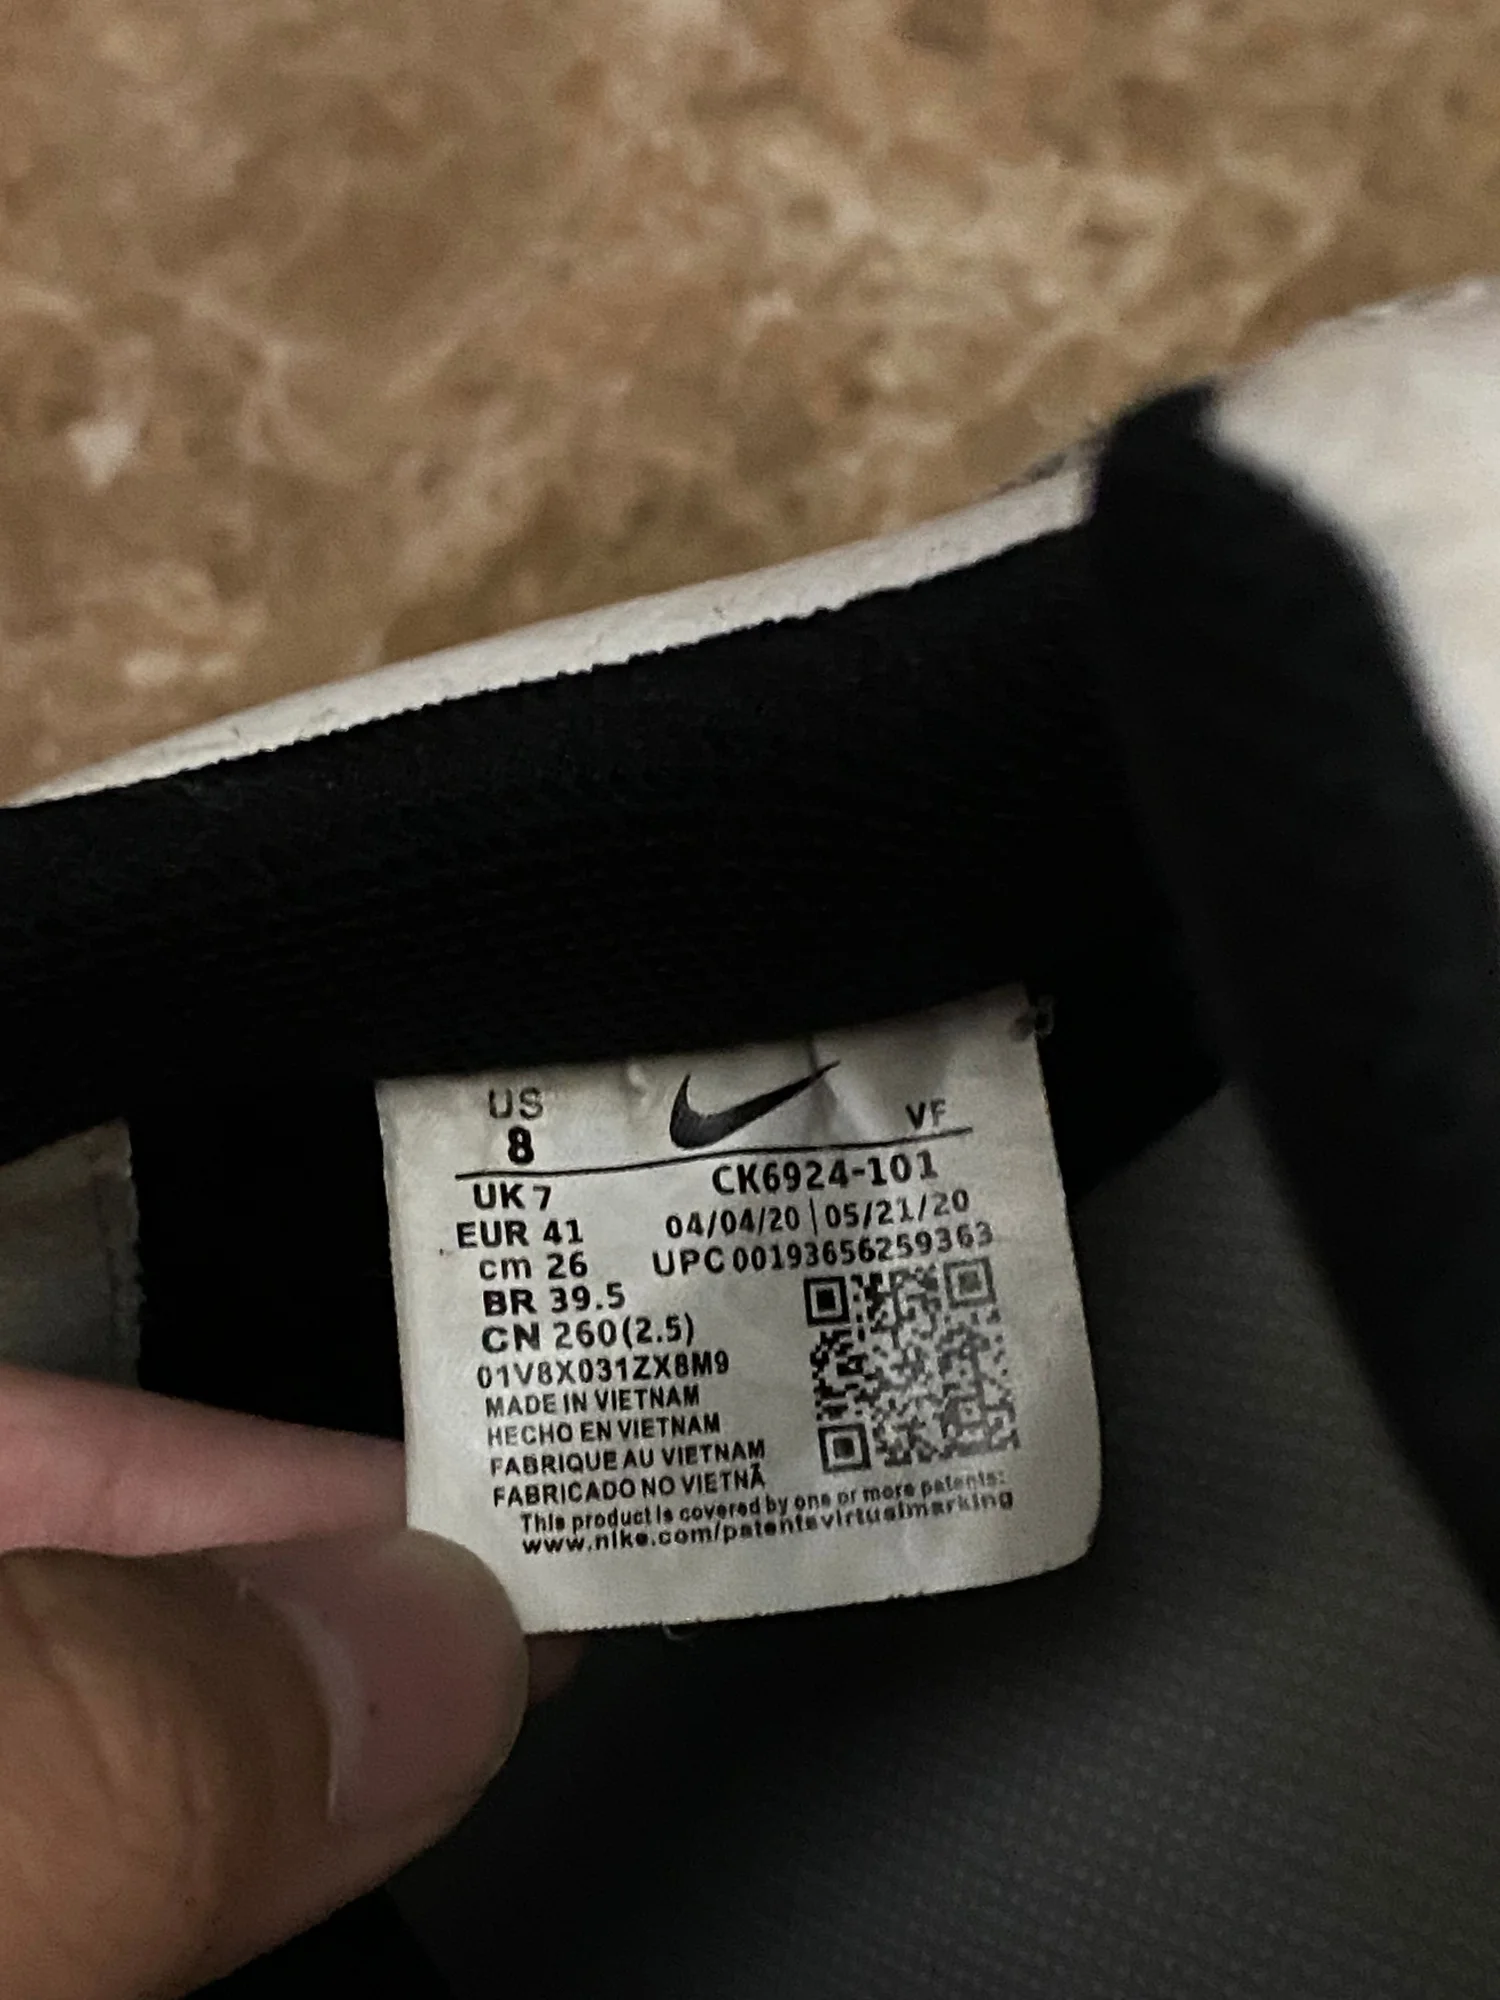 US
8
VF
CK6924-101
UK 7
04/04/20 | 05/21/20
EUR 41
UPC 00193656259363
cm 26
BR 39.5
CN 260(2.5)
01V8X031ZX8M9
MADE IN VIETNAM
HECHO EN VIETNAM
FABRIQUE AU VIETNAM
FABRICADO NO VIETNÃ
This product is covered by one or more patents:
www.nike.com/patentsvirtualmarking